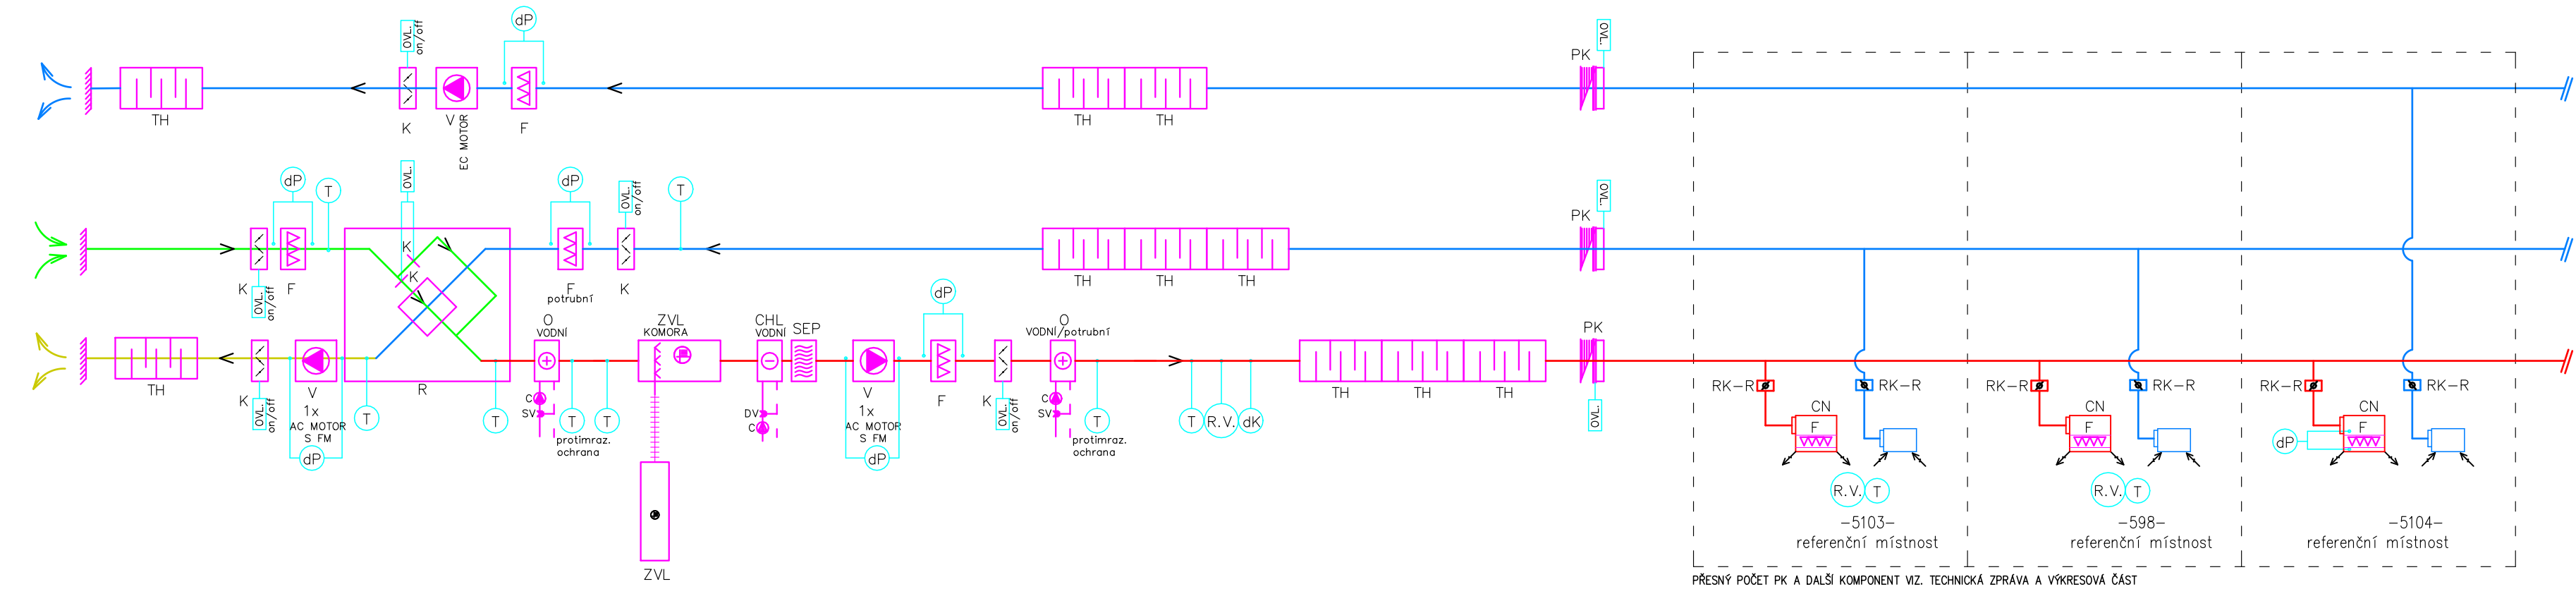 OVL.
on/off
dP
PK
OVL.
TH
K
V
EC MOTOR
F
TH
TH
dP
T
OVL.
dP
OVL.
on/off
T
PK
OVL.
K
K
K
OVL.
on/off
F
F
potrubní
K
TH
TH
TH
dP
O
VODNÍ
ZVL
KOMORA
CHL
VODNÍ
SEP
O
VODNÍ/potrubní
PK
TH
K
OVL.
on/off
V
1x
AC MOTOR
S FM
dP
T
R
T
C
SV
T
T
protimraz.
ochrana
DV
C
V
1x
AC MOTOR
S FM
dP
F
K
OVL.
on/off
C
SV
T
protimraz.
ochrana
T
R.V.
dK
TH
TH
TH
OVL.
RK-R
RK-R
RK-R
RK-R
RK-R
RK-R
CN
F
CN
F
dP
CN
F
R.V.
T
R.V.
T
-5103-
referenční místnost
-598-
referenční místnost
-5104-
referenční místnost
ZVL
PŘESNÝ POČET PK A DALŠÍ KOMPONENT VIZ. TECHNICKÁ ZPRÁVA A VÝKRESOVÁ ČÁST